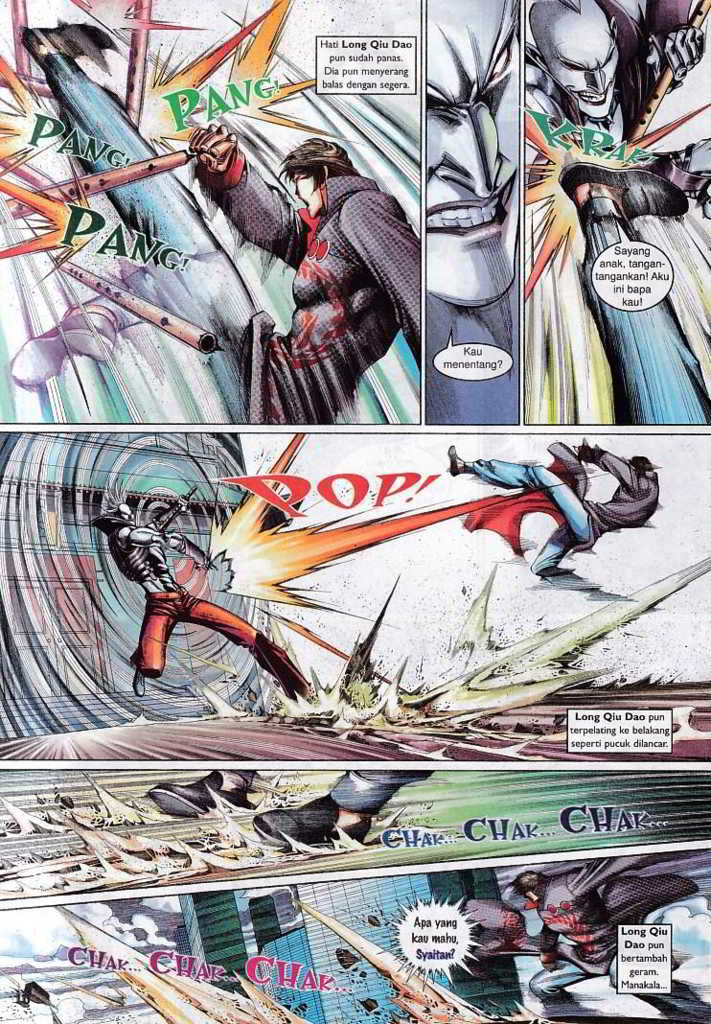 Hati Long Qiu Dao
pun sudah panas.
Dia pun menyerang
balas dengan segera.
PANG!
PANG!
PANG!
Kau
menentang?
KRAK
Sayang
anak, tangan-
tangankan! Aku
ini bapa
kau!
POP!
Long Qiu Dao pun
terpelating ke belakang
seperti pucuk dilancar.
CHAK... CHAK... CHAK...
CHAK... CHAK... CHAK...
Apa yang
kau mahu,
Syaitan?
Long Qiu
Dao pun
bertambah
geram.
Manakala...